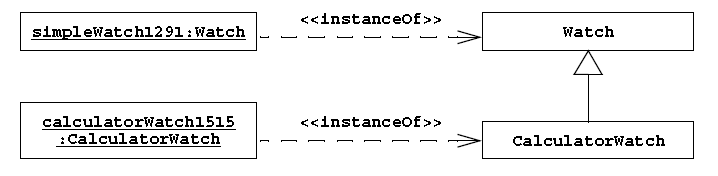 simpleWatch1291:Watch
<<instanceOf>>
Watch
calculatorWatch1515
:CalculatorWatch
<<instanceOf>>
CalculatorWatch